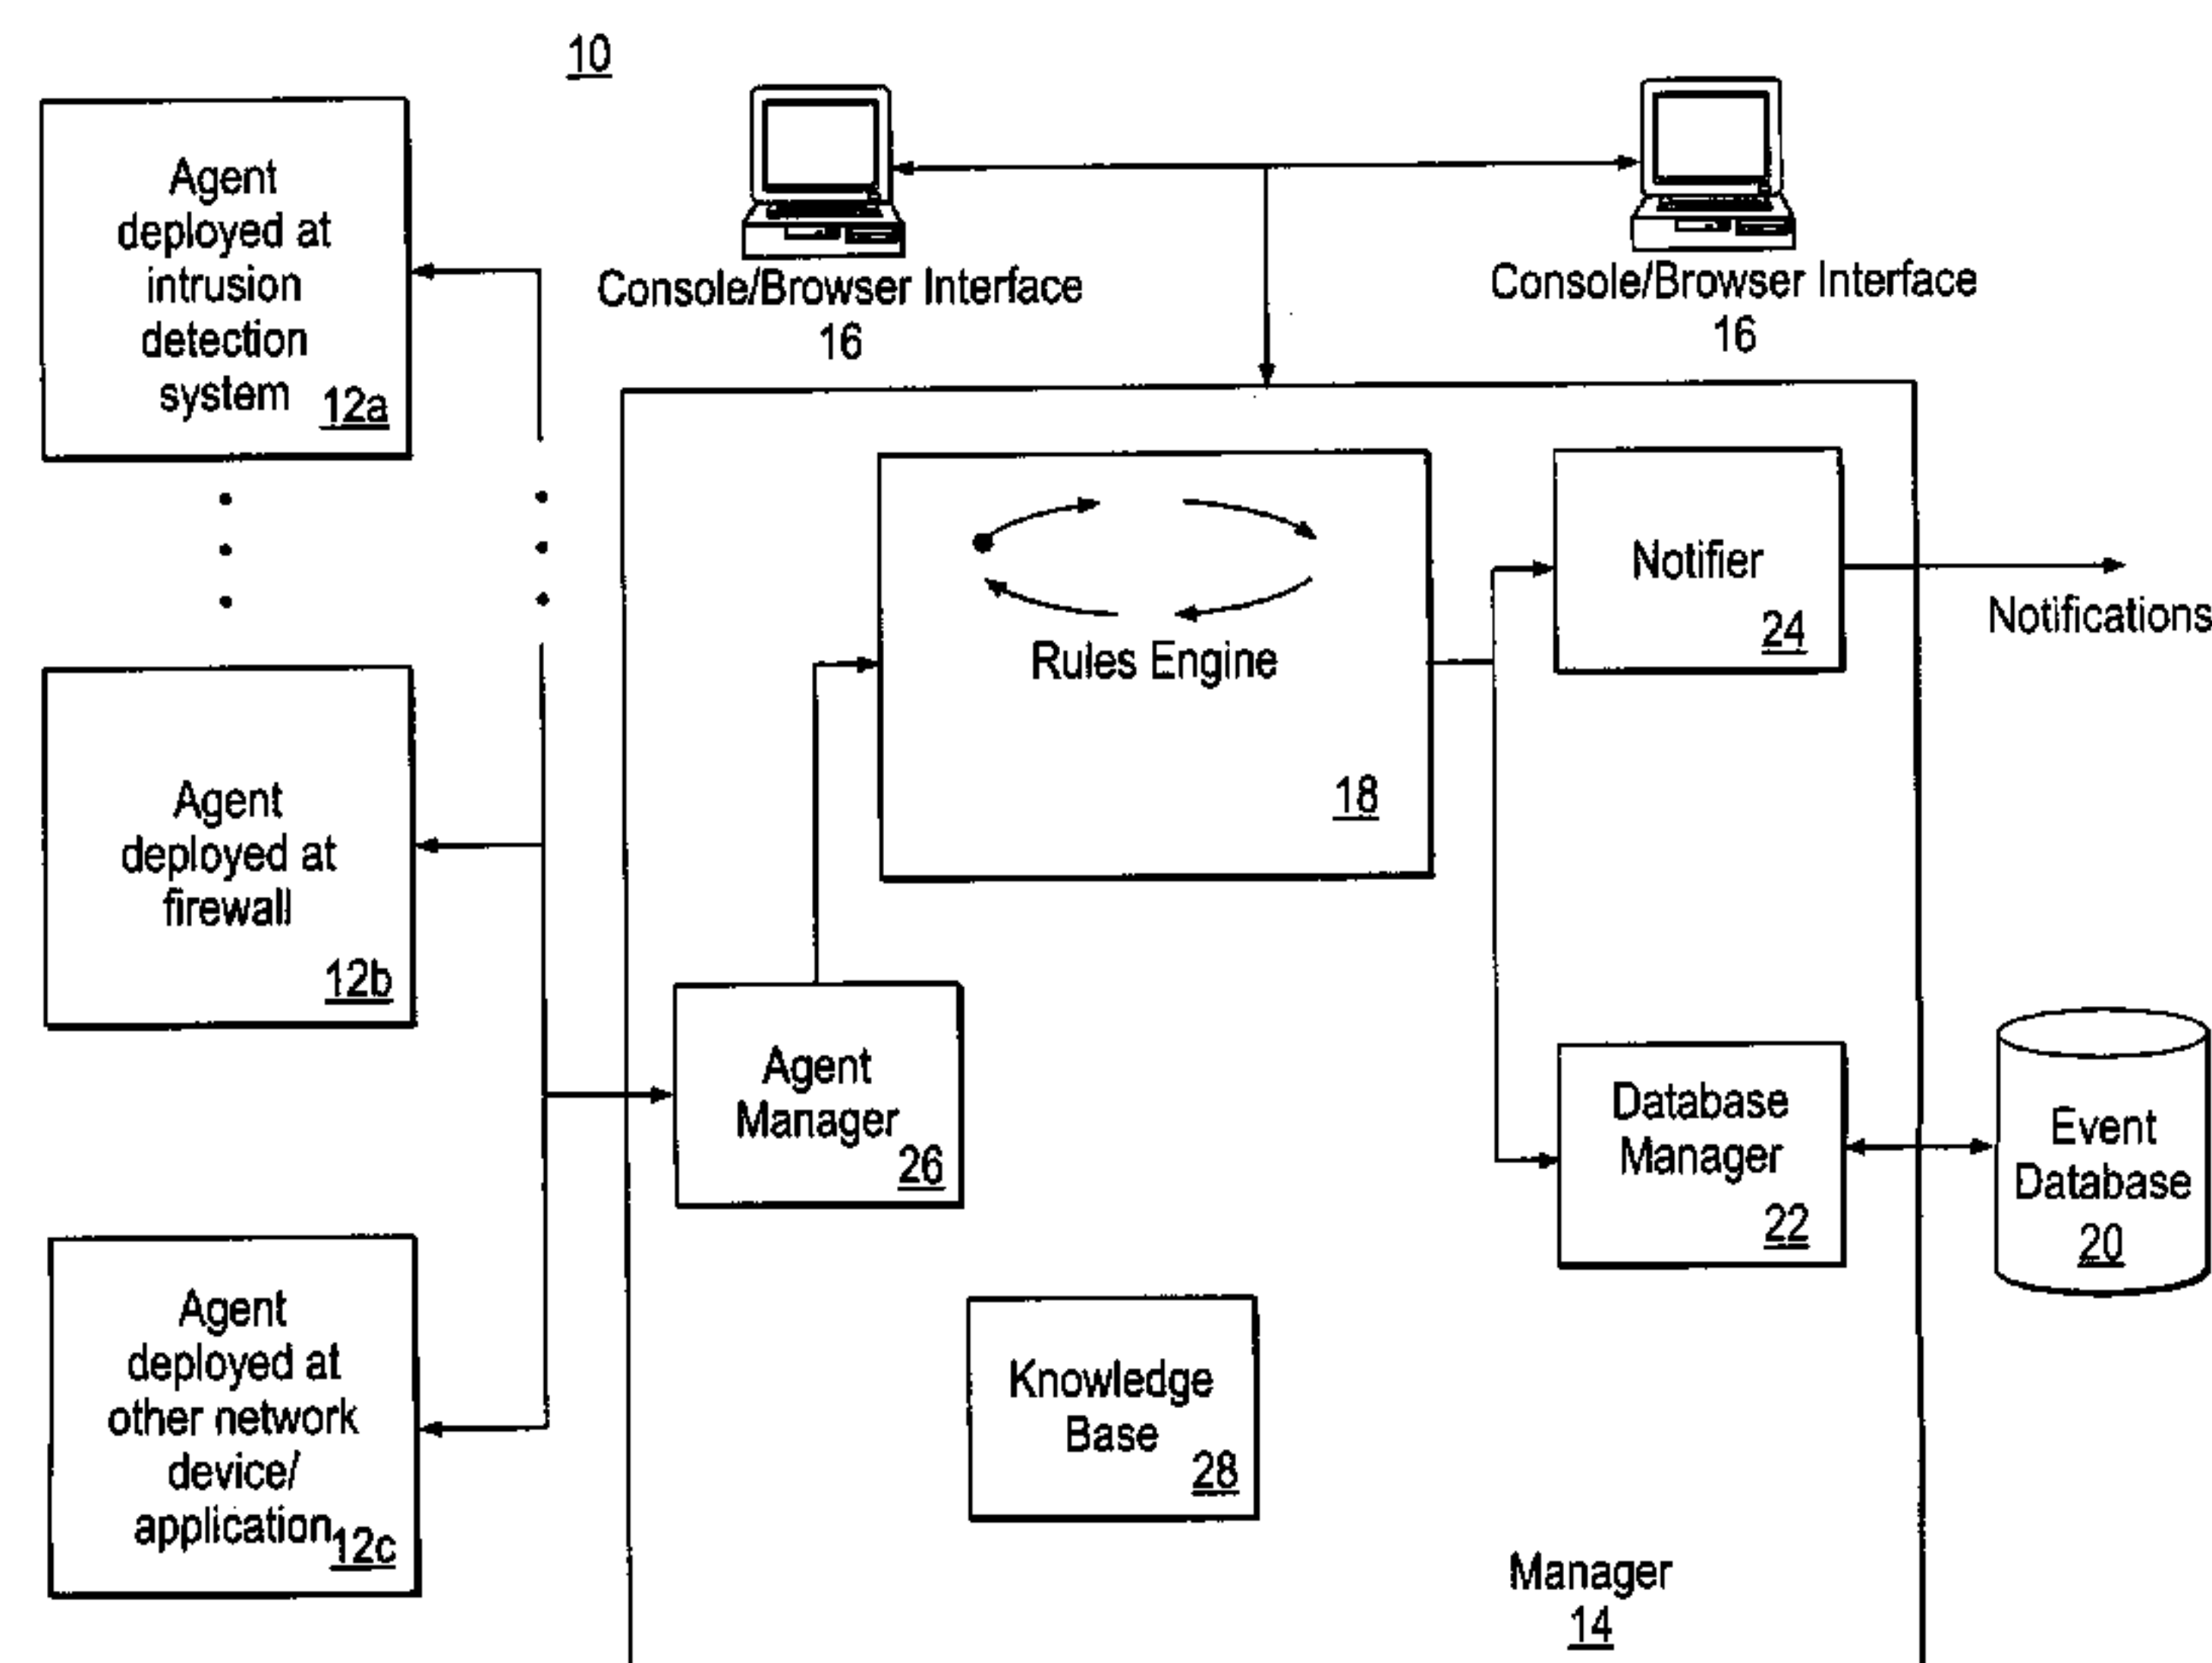 10
Agent
deployed at
intrusion
detection
system
12a
Console/Browser Interface
16
Console/Browser Interface
16
Rules Engine
18
Notifier
24
Notifications
Agent
deployed at
firewall
12b
Agent
Manager
26
Database
Manager
22
Event
Database
20
Agent
deployed at
other network
device/
application
12c
Knowledge
Base
28
Manager
14